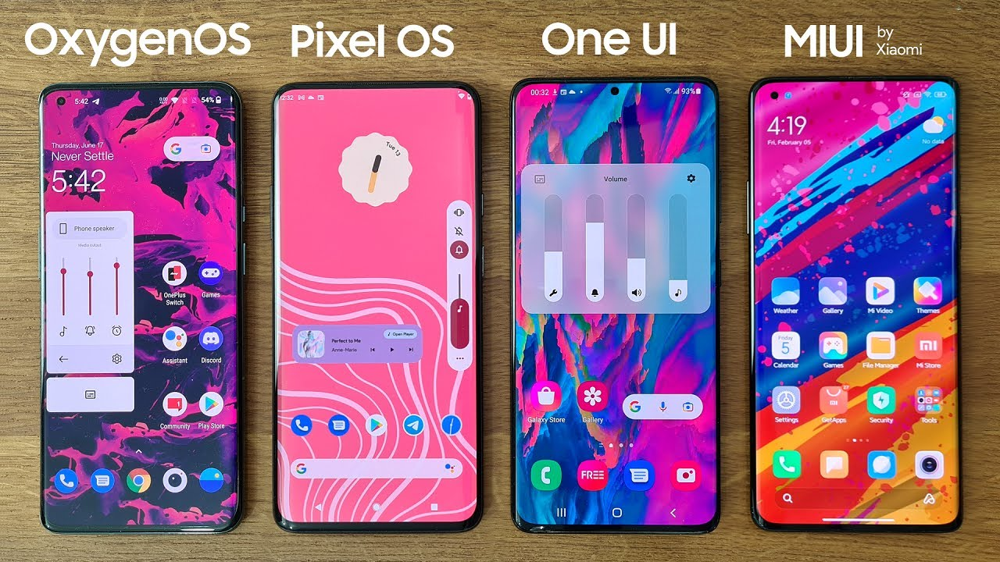 OxygenOS
Pixel OS
One UI
MIUI
by
Xiaomi
5:42
54%
Thursday, June 17
Never Settle
5:42
Phone speaker
Media output
OnePlus
Switch
Games
Assistant
Discord
Community
Play Store
12:32
Tue 13
Open Player
Perfect to Me
Anne-Marie
00:32
93%
Volume
Galaxy Store
Gallery
FREE
4:19
Fri, February 05
No data
Weather
Gallery
Mi Video
Themes
Friday
5
Calendar
Games
File Manager
Mi Store
Settings
GetApps
Security
Tools